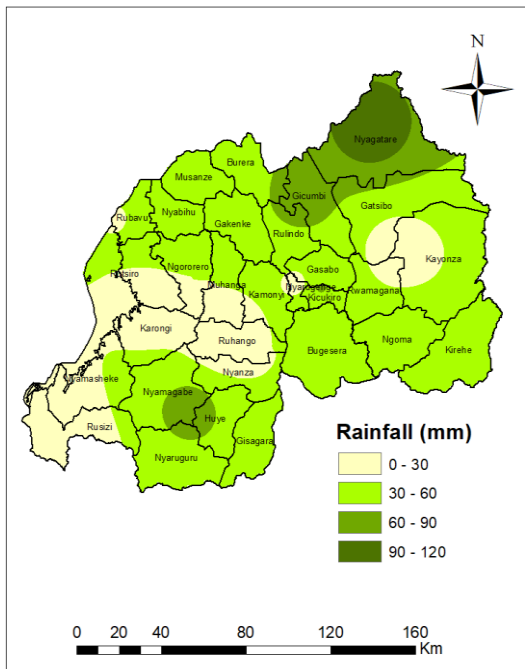 N
Nyagatare
Burera
Musanze
Gicumbi
Rubavu
Nyabihu
Gatsibo
Gakenke
Rulindo
Kayonza
Rutsiro
Ngororero
Gasabo
Muhanga
Nyarugenge
Rwamagana
Kamonyi
Kicukiro
Karongi
Ruhango
Bugesera
Ngoma
Kirehe
Nyanza
Nyamasheke
Nyamagabe
Huye
Rusizi
Gisagara
Nyaruguru
Rainfall (mm)
0 - 30
30 - 60
60 - 90
90 - 120
0 20 40 80 120 160
Km